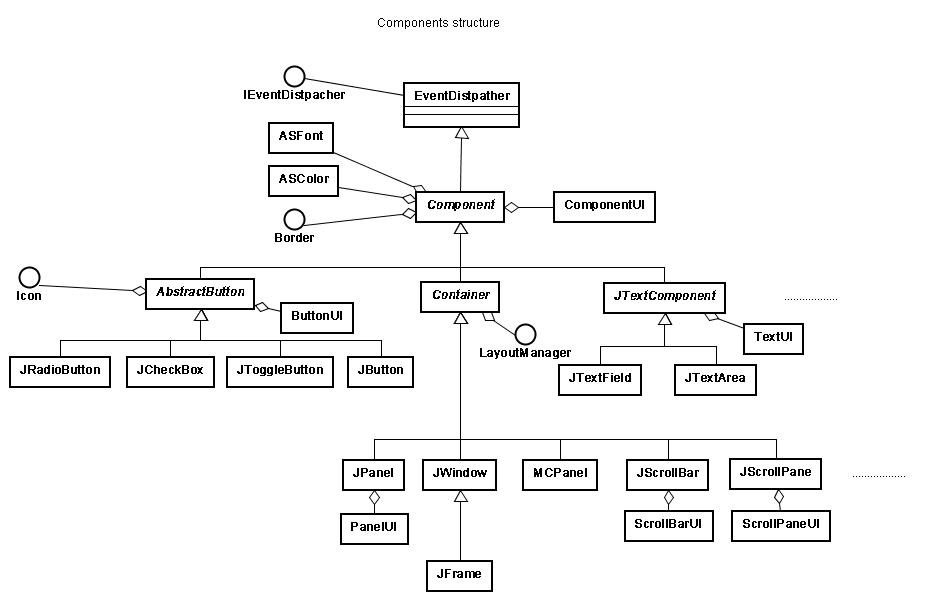 Components structure
IEventDistpacher
EventDistpather
ASFont
ASColor
Component
ComponentUI
Border
Icon
AbstractButton
Container
JTextComponent
..................
ButtonUI
LayoutManager
TextUI
JRadioButton
JCheckBox
JToggleButton
JButton
JTextField
JTextArea
JPanel
JWindow
MCPanel
JScrollBar
JScrollPane
..................
PanelUI
ScrollBarUI
ScrollPaneUI
JFrame